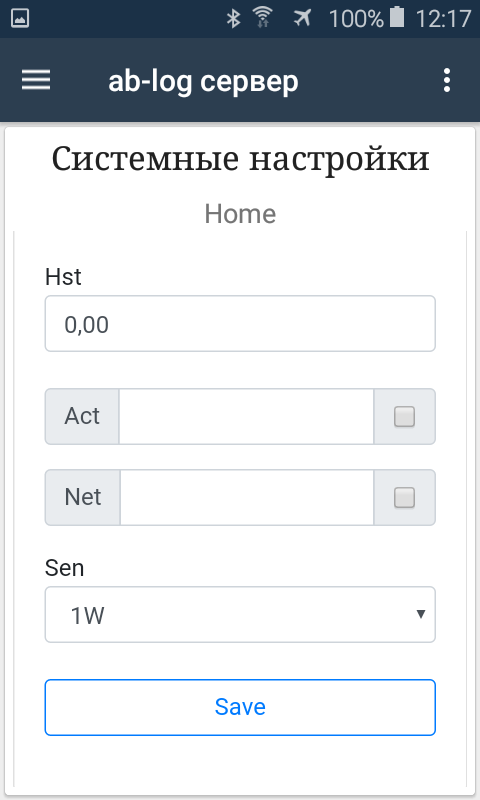 100% 12:17
ab-log сервер
Системные настройки
Home
Hst
0,00
Act
Net
Sen
1W
Save